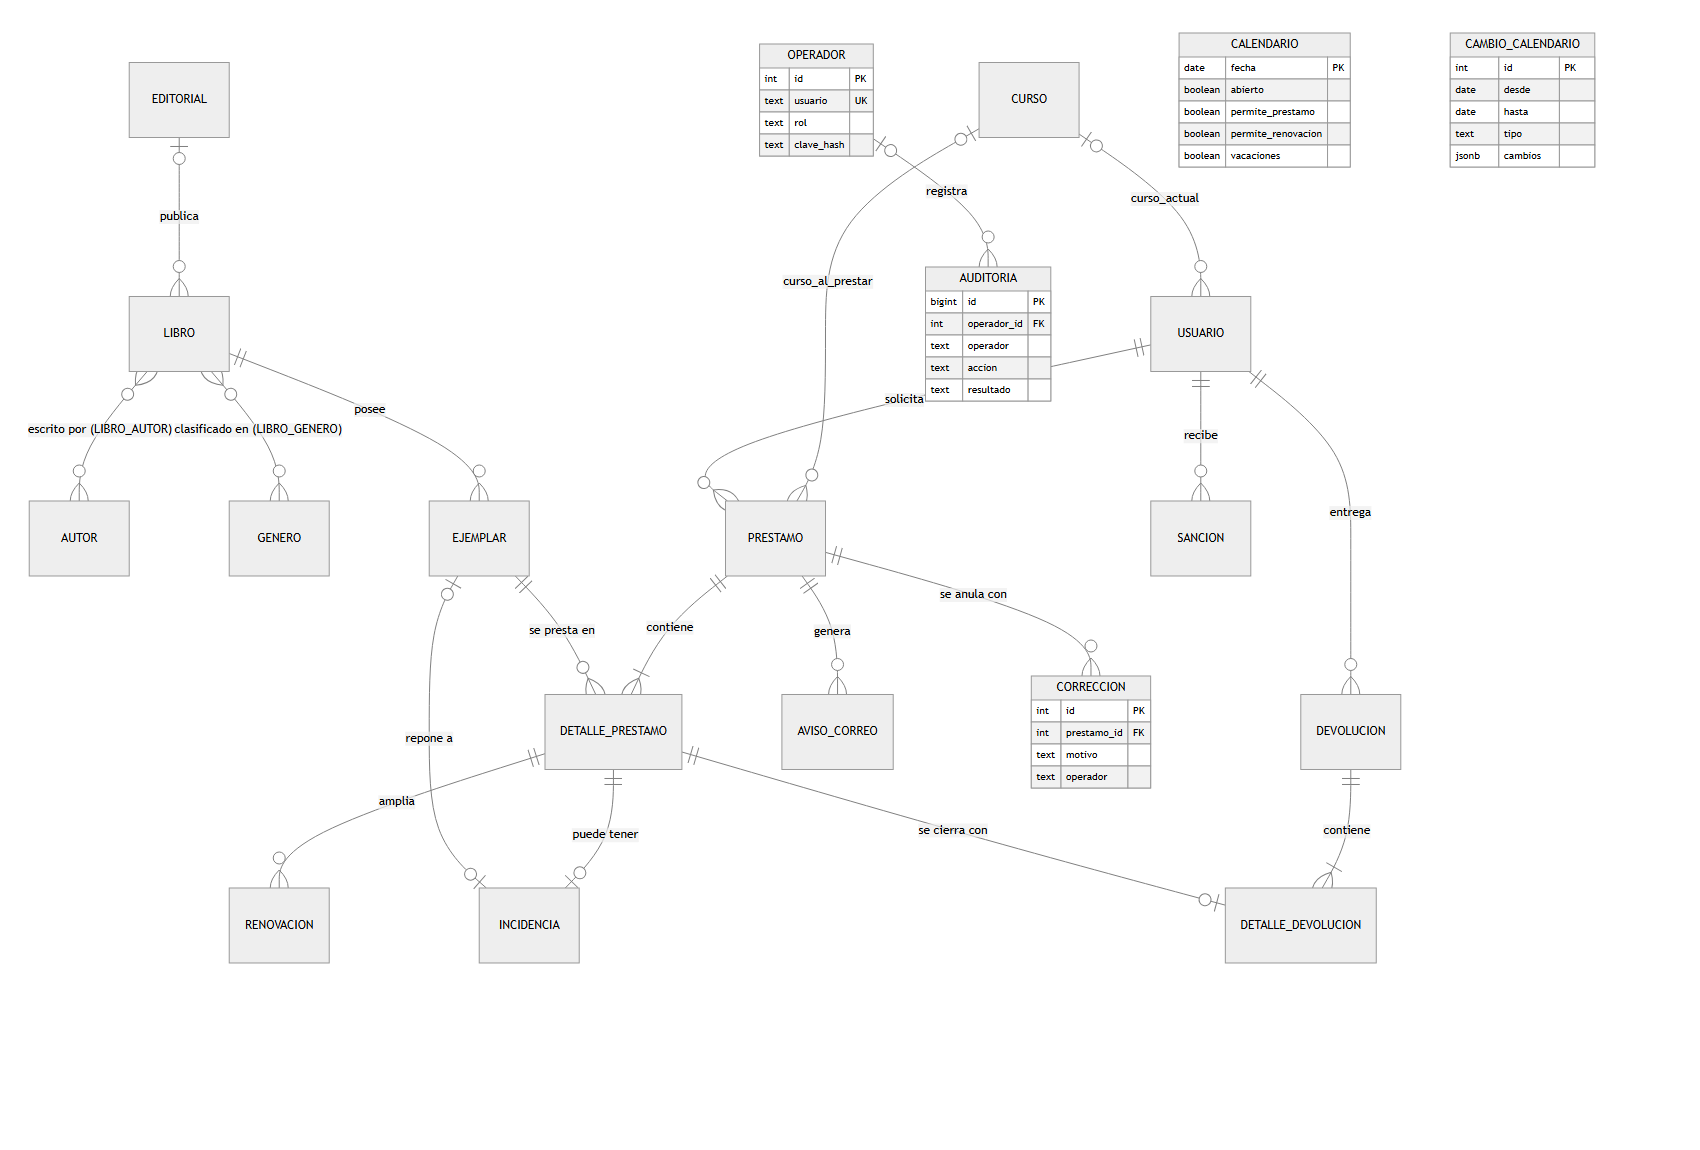 OPERADOR
int id PK
text usuario UK
text rol
text clave_hash
CALENDARIO
date fecha PK
boolean abierto
boolean permite_prestamo
boolean permite_renovacion
boolean vacaciones
CAMBIO_CALENDARIO
int id PK
date desde
date hasta
text tipo
jsonb cambios
EDITORIAL
CURSO
publica
registra
curso_actual
curso_al_prestar
AUDITORIA
bigint id PK
int operador_id FK
text operador
text accion
text resultado
LIBRO
USUARIO
posee
solicita
escrito por (LIBRO_AUTOR)
clasificado en (LIBRO_GENERO)
recibe
entrega
AUTOR
GENERO
EJEMPLAR
PRESTAMO
SANCION
se presta en
contiene
genera
se anula con
CORRECCION
int id PK
int prestamo_id FK
text motivo
text operador
repone a
DETALLE_PRESTAMO
AVISO_CORREO
DEVOLUCION
amplia
puede tener
se cierra con
contiene
RENOVACION
INCIDENCIA
DETALLE_DEVOLUCION